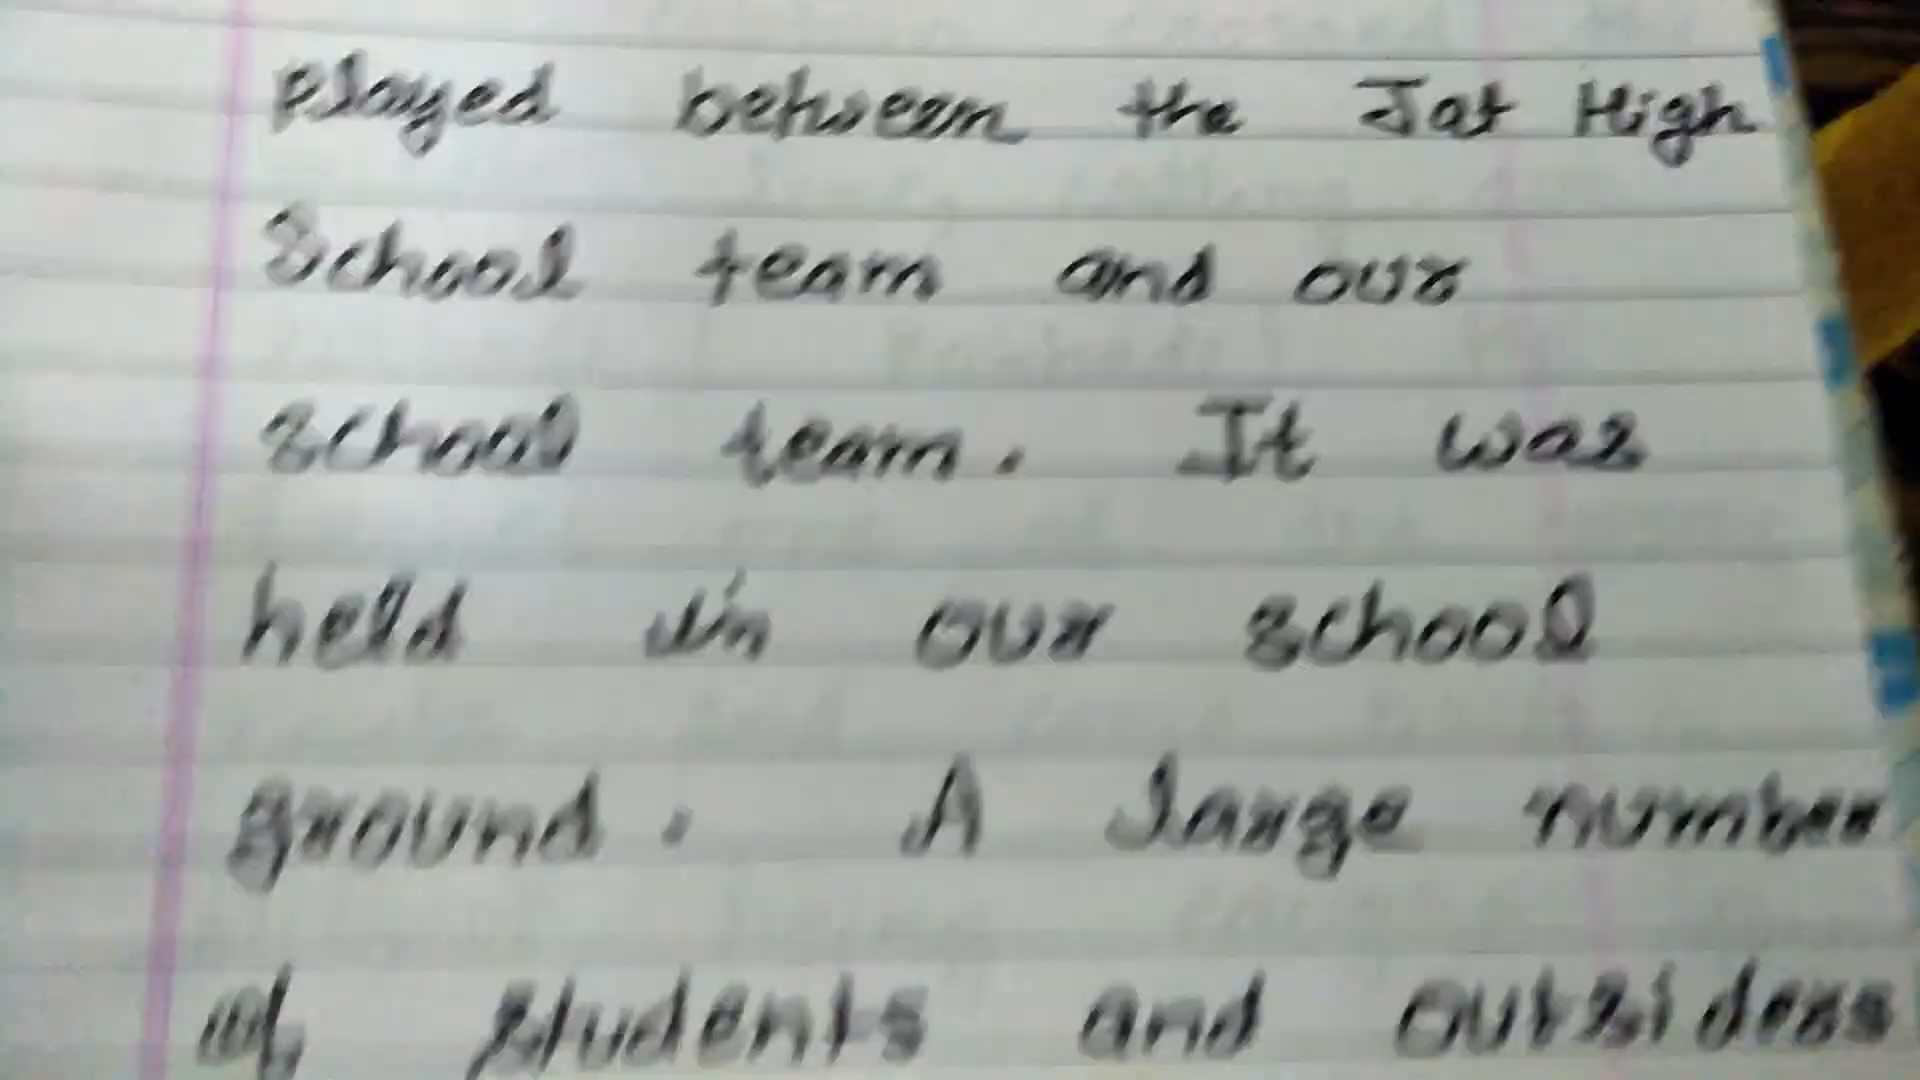 played between the Jat High
School team and our
school team. It was
held in our school
ground. A large number
of students and outsiders